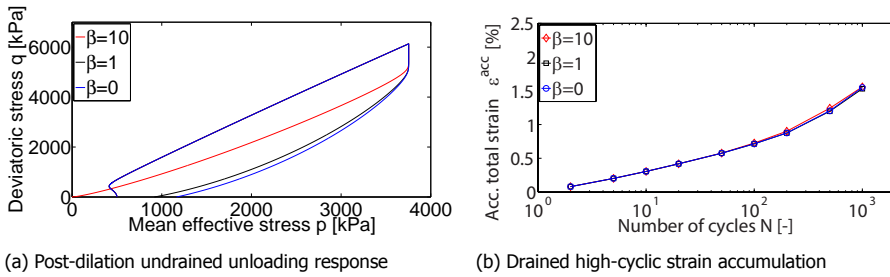 Deviatoric stress q [kPa]
6000
4000
2000
0
β=10
β=1
β=0
0
1000
2000
3000
4000
Mean effective stress p [kPa]
(a) Post-dilation undrained unloading response
Acc. total strain ε^acc [%]
2.5
2
1.5
1
0.5
0
β=10
β=1
β=0
10^0
10^1
10^2
10^3
Number of cycles N [-]
(b) Drained high-cyclic strain accumulation